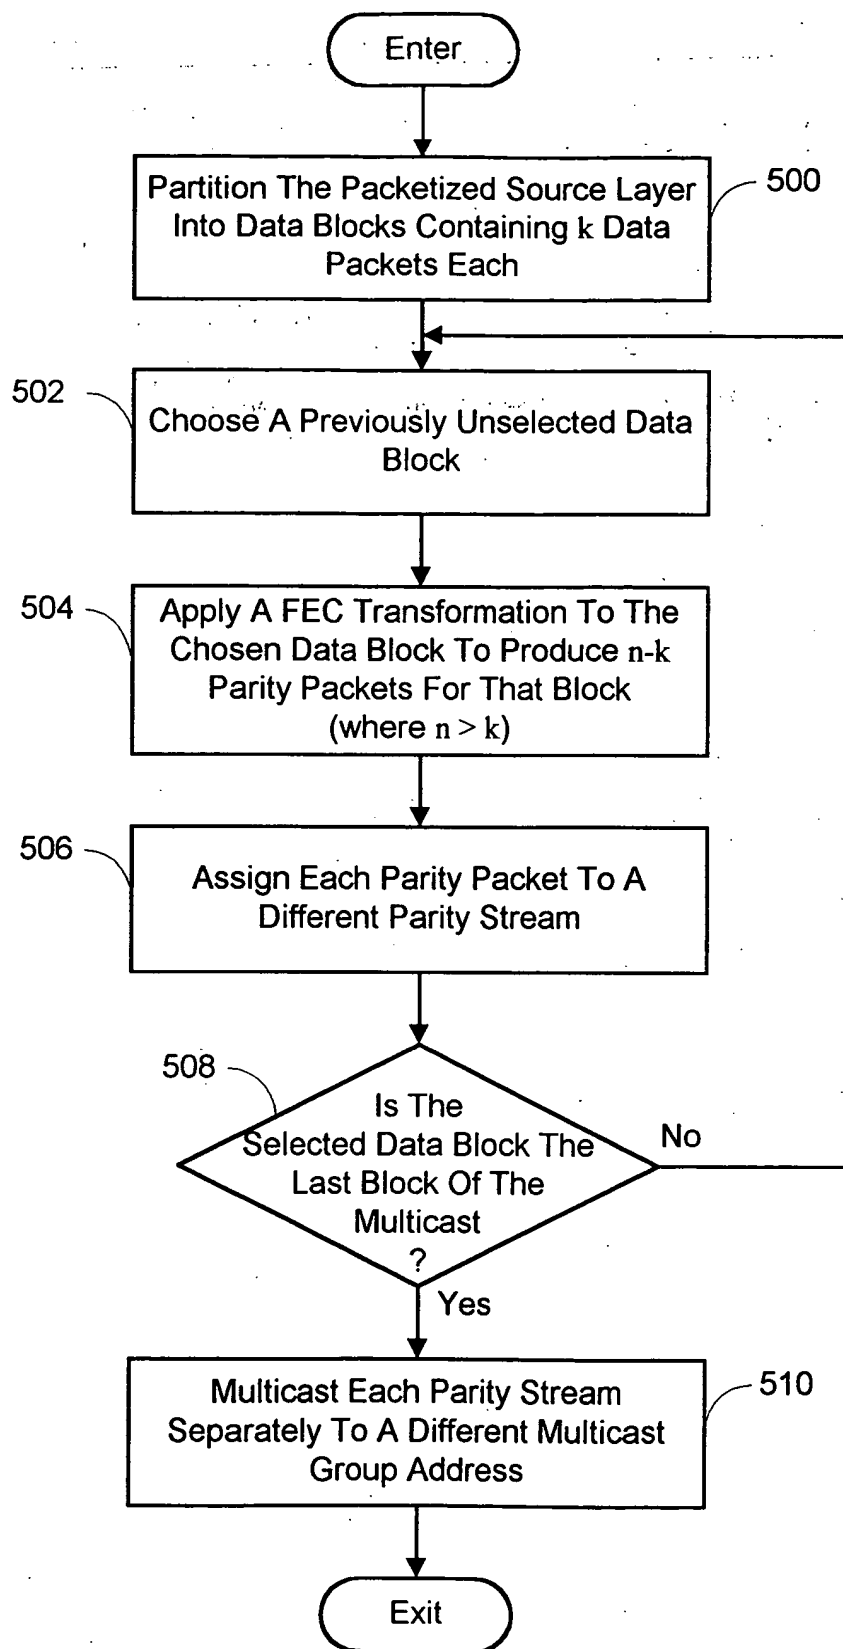 Enter
Partition The Packetized Source Layer
Into Data Blocks Containing k Data
Packets Each
500
502
Choose A Previously Unselected Data
Block
504
Apply A FEC Transformation To The
Chosen Data Block To Produce n-k
Parity Packets For That Block
(where n > k)
506
Assign Each Parity Packet To A
Different Parity Stream
508
Is The
Selected Data Block The
Last Block Of The
Multicast
?
No
Yes
Multicast Each Parity Stream
Separately To A Different Multicast
Group Address
510
Exit